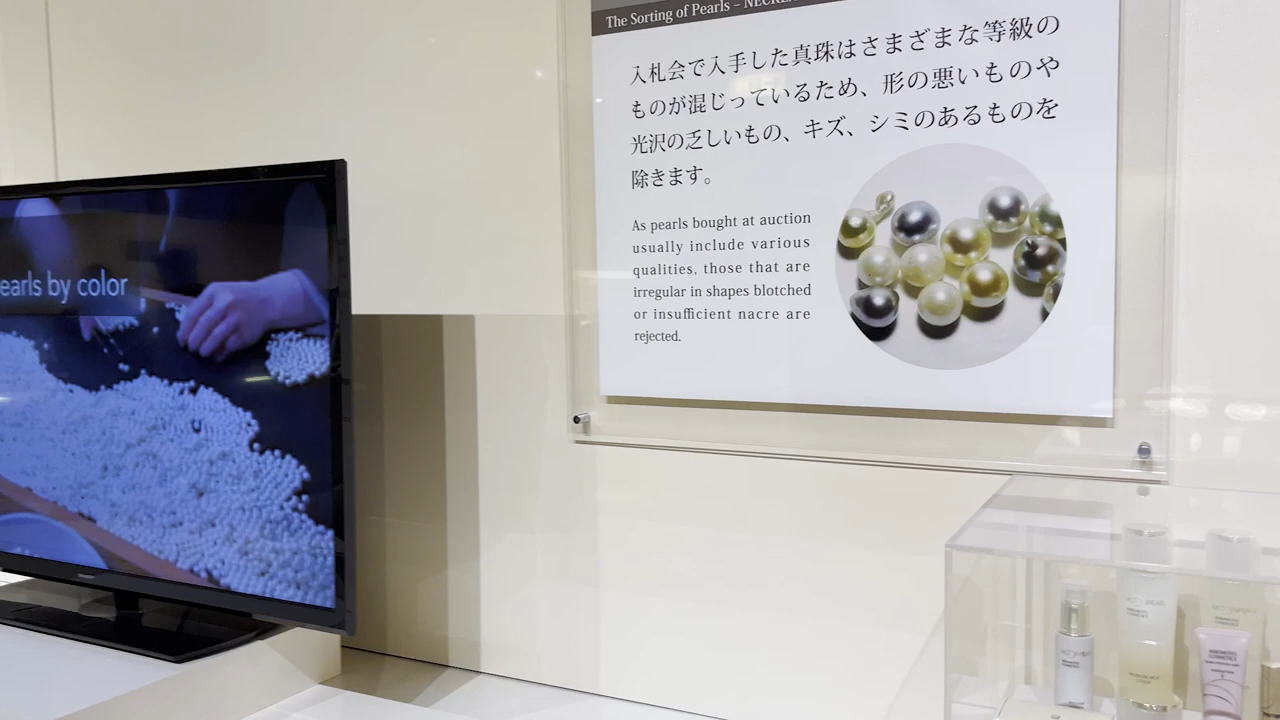 The Sorting of Pearls – NECKL
入札会で入手した真珠はさまざまな等級の
ものが混じっているため、形の悪いものや
光沢の乏しいもの、キズ、シミのあるものを
除きます。
As pearls bought at auction
usually include various
qualities, those that are
irregular in shapes blotched
or insufficient nacre are
rejected.
earls by color